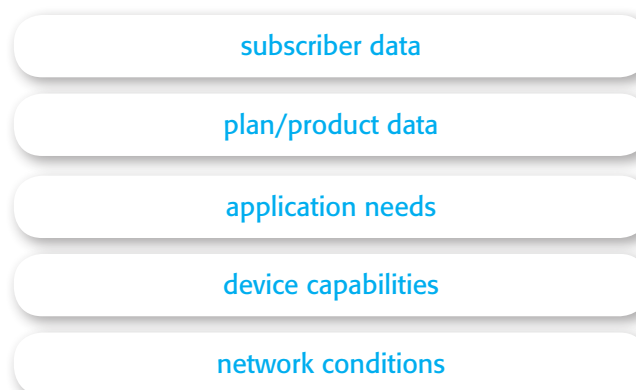 subscriber data
plan/product data
application needs
device capabilities
network conditions